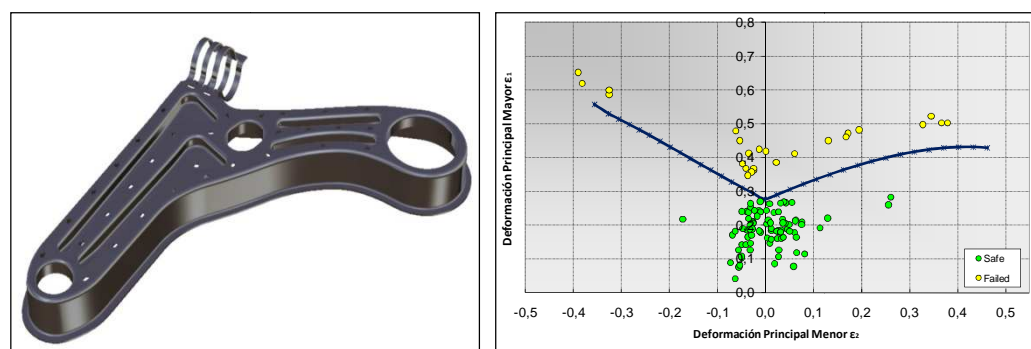 0,8
0,7
0,6
0,5
0,4
0,3
0,2
0,1
0,0
-0,5 -0,4 -0,3 -0,2 -0,1 0,0 0,1 0,2 0,3 0,4 0,5
Deformación Principal Mayor ε₁
Deformación Principal Menor ε₂
Safe
Failed